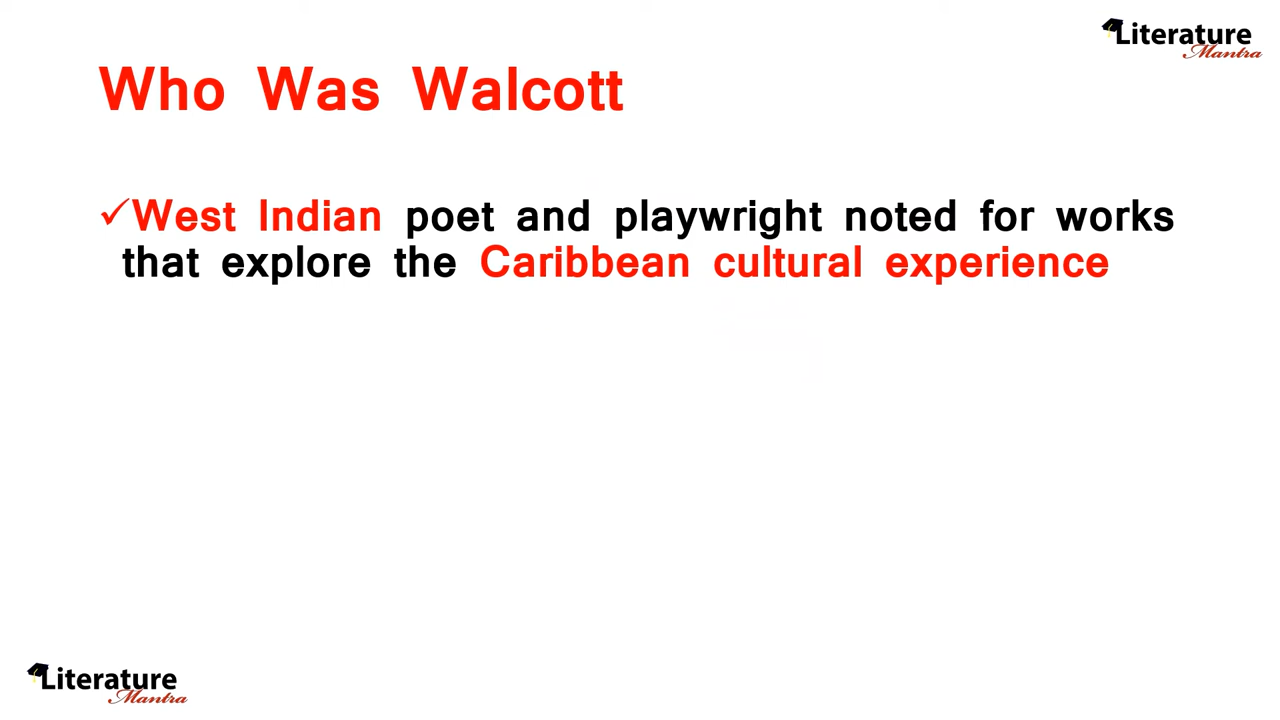 Literature
Mantra
Who Was Walcott
✓West Indian poet and playwright noted for works
that explore the Caribbean cultural experience
Literature
Mantra